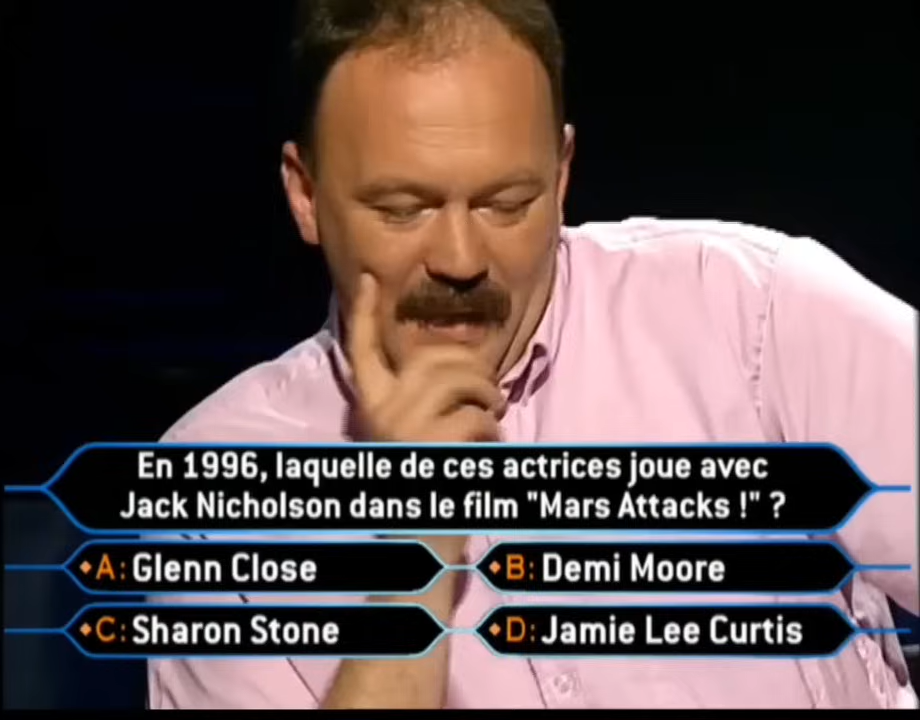 En 1996, laquelle de ces actrices joue avec
Jack Nicholson dans le film "Mars Attacks !" ?
A: Glenn Close
B: Demi Moore
C: Sharon Stone
D: Jamie Lee Curtis